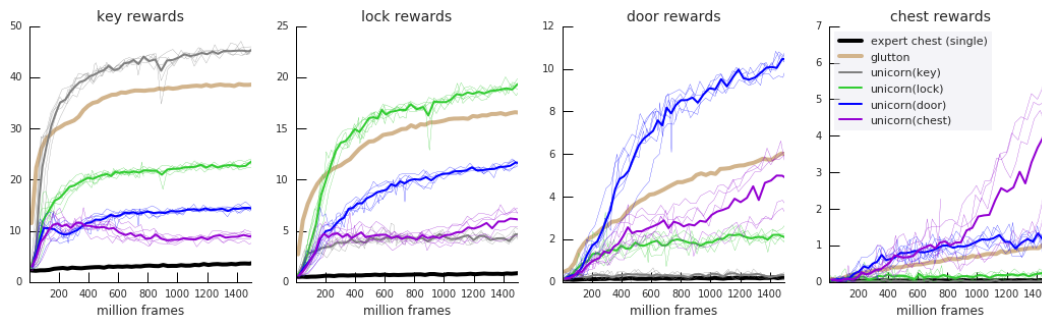 key rewards
50
40
30
20
10
0
200 400 600 800 1000 1200 1400
million frames
lock rewards
25
20
15
10
5
0
200 400 600 800 1000 1200 1400
million frames
door rewards
12
10
8
6
4
2
0
200 400 600 800 1000 1200 1400
million frames
chest rewards
7
6
5
4
3
2
1
0
expert chest (single)
glutton
unicorn(key)
unicorn(lock)
unicorn(door)
unicorn(chest)
200 400 600 800 1000 1200 1400
million frames